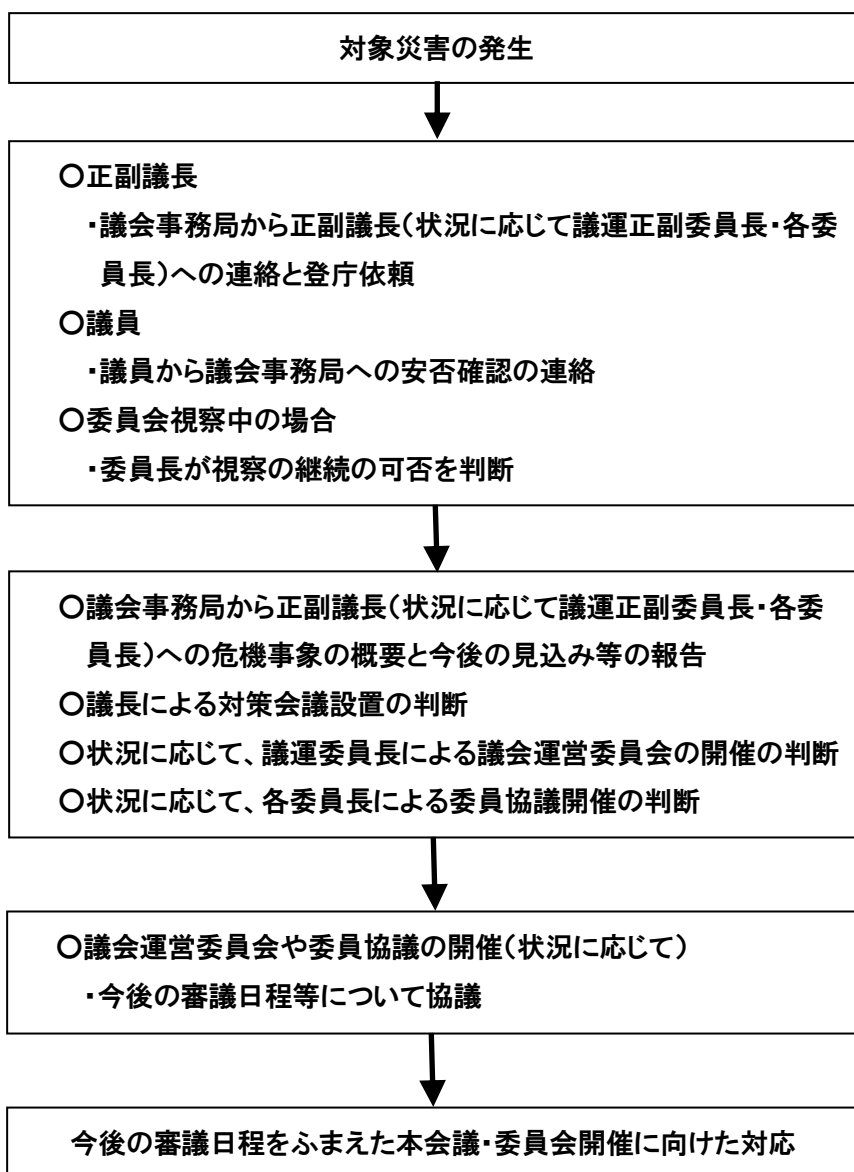 対象災害の発生
○正副議長
・議会事務局から正副議長(状況に応じて議運正副委員長・各委
員長)への連絡と登庁依頼
○議員
・議員から議会事務局への安否確認の連絡
○委員会視察中の場合
・委員長が視察の継続の可否を判断
○議会事務局から正副議長(状況に応じて議運正副委員長・各委
員長)への危機事象の概要と今後の見込み等の報告
○議長による対策会議設置の判断
○状況に応じて、議運委員長による議会運営委員会の開催の判断
○状況に応じて、各委員長による委員協議開催の判断
○議会運営委員会や委員協議の開催(状況に応じて)
・今後の審議日程等について協議
今後の審議日程をふまえた本会議・委員会開催に向けた対応